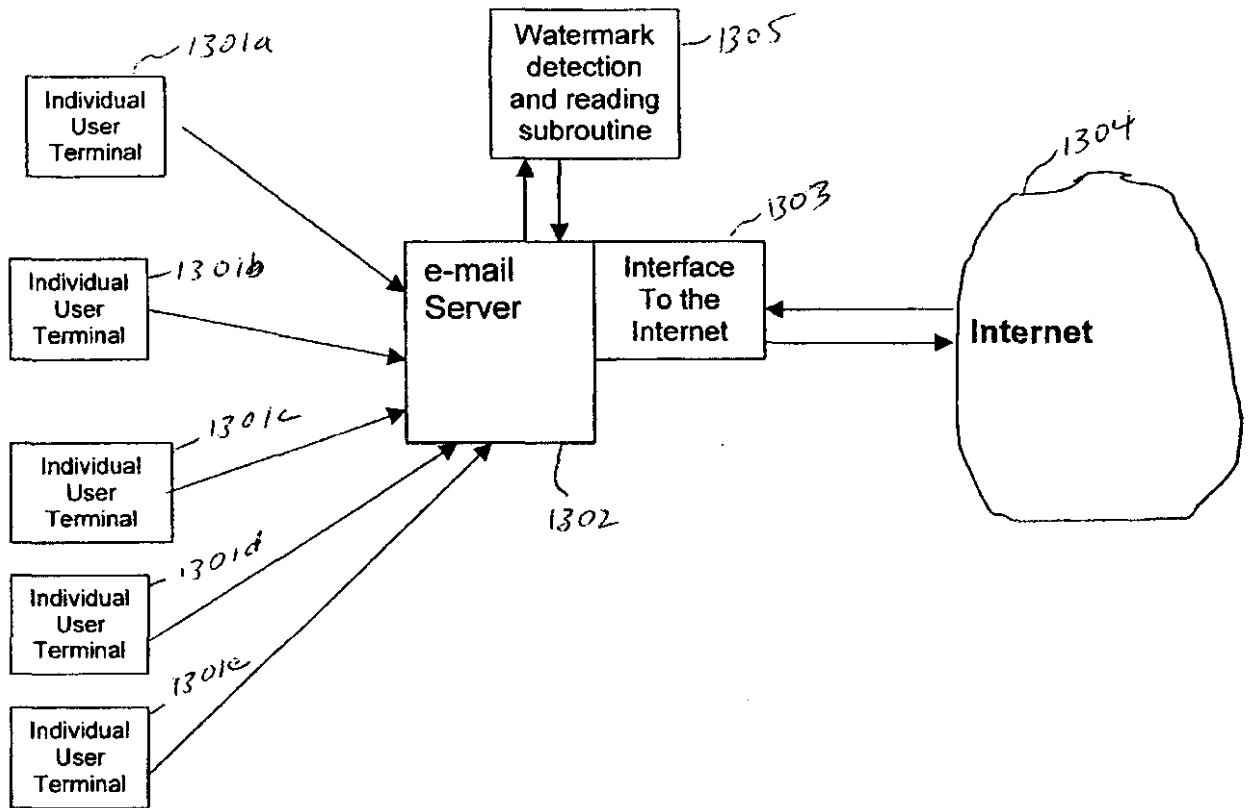 1301a
Individual
User
Terminal
Watermark
detection
and reading
subroutine
1305
1304
1303
1301b
Individual
User
Terminal
e-mail
Server
Interface
To the
Internet
Internet
1301c
Individual
User
Terminal
1302
1301d
Individual
User
Terminal
1301e
Individual
User
Terminal